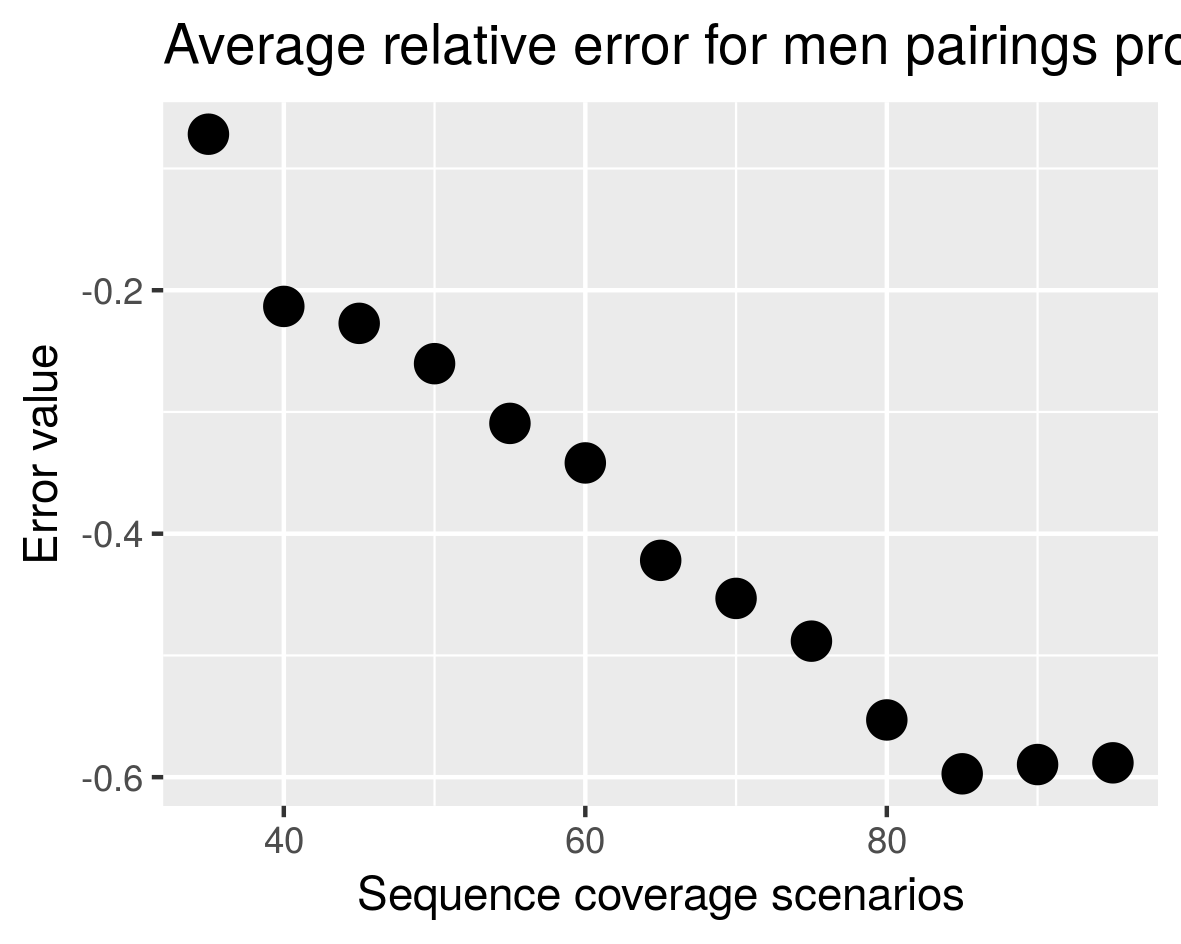 Average relative error for men pairings pro
-0.2
-0.4
-0.6
Error value
40 60 80
Sequence coverage scenarios